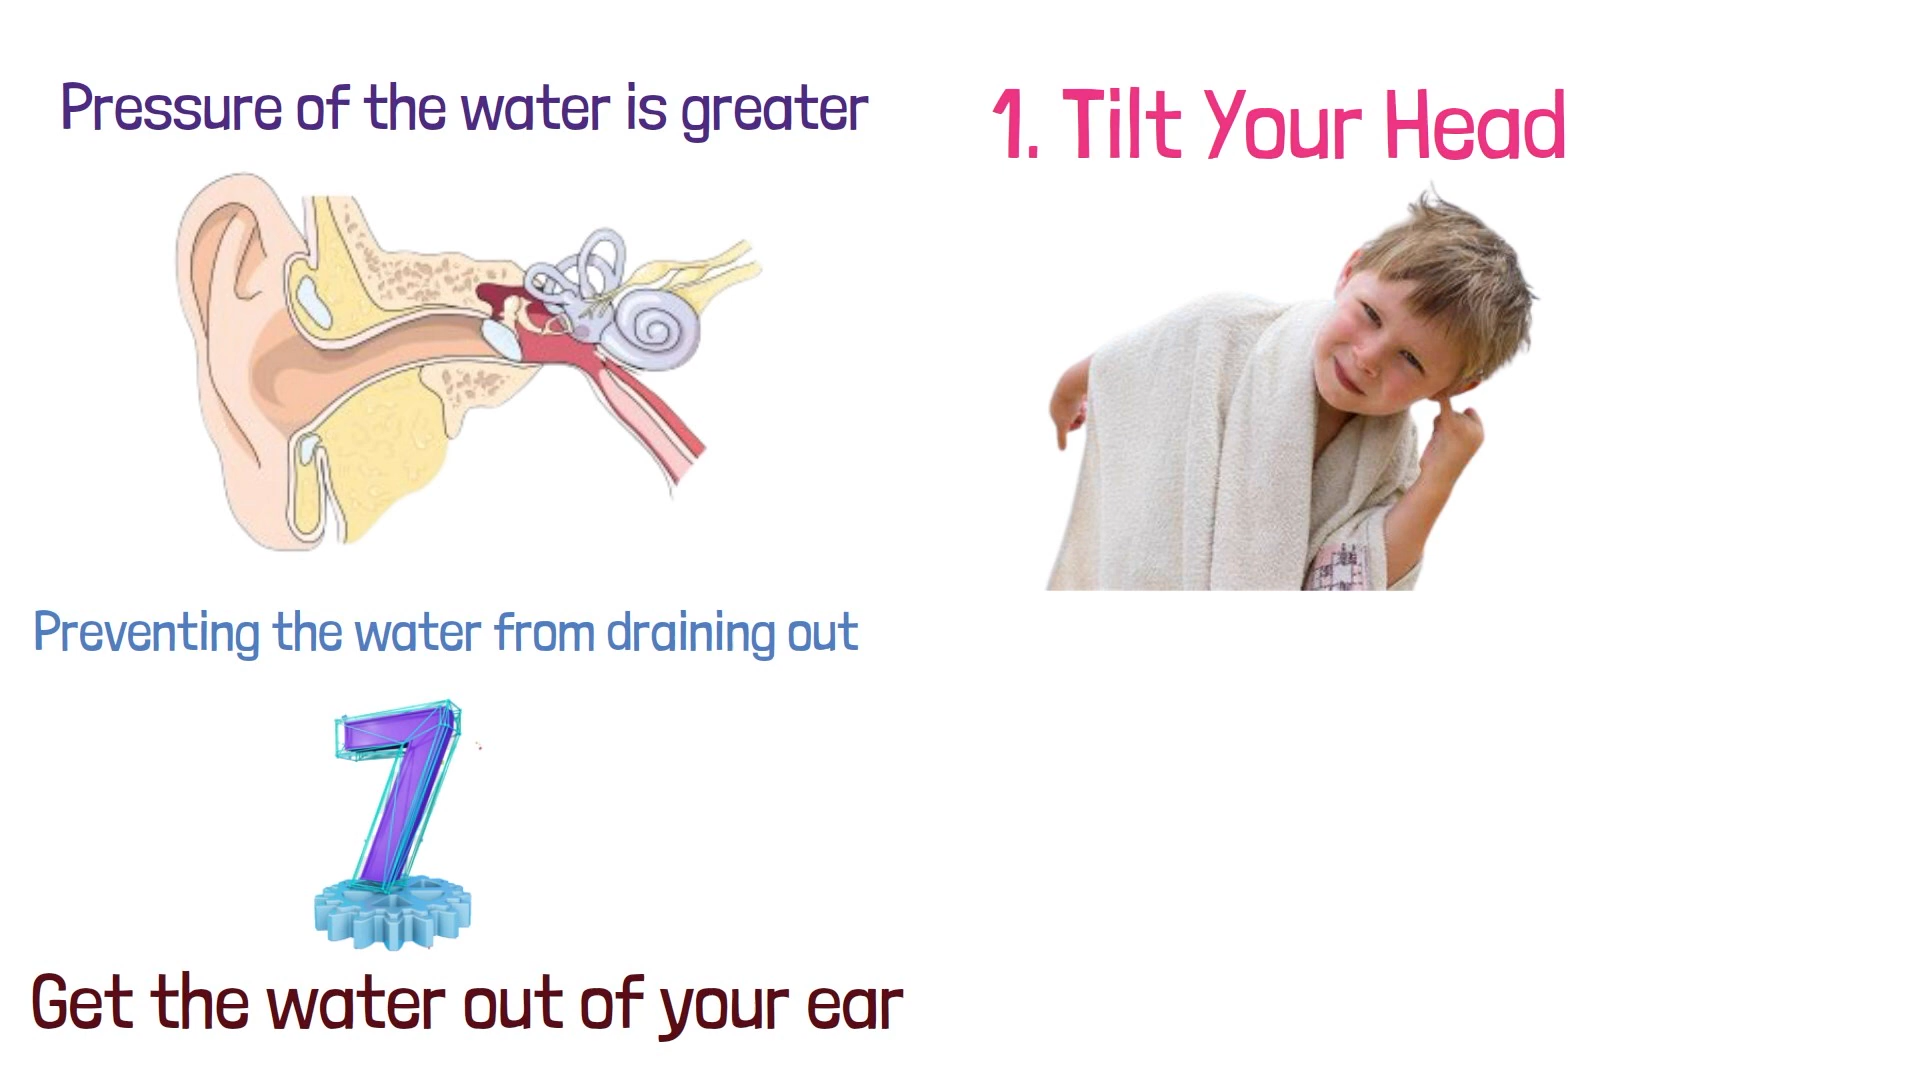 Pressure of the water is greater
Preventing the water from draining out
7
Get the water out of your ear
1. Tilt Your Head